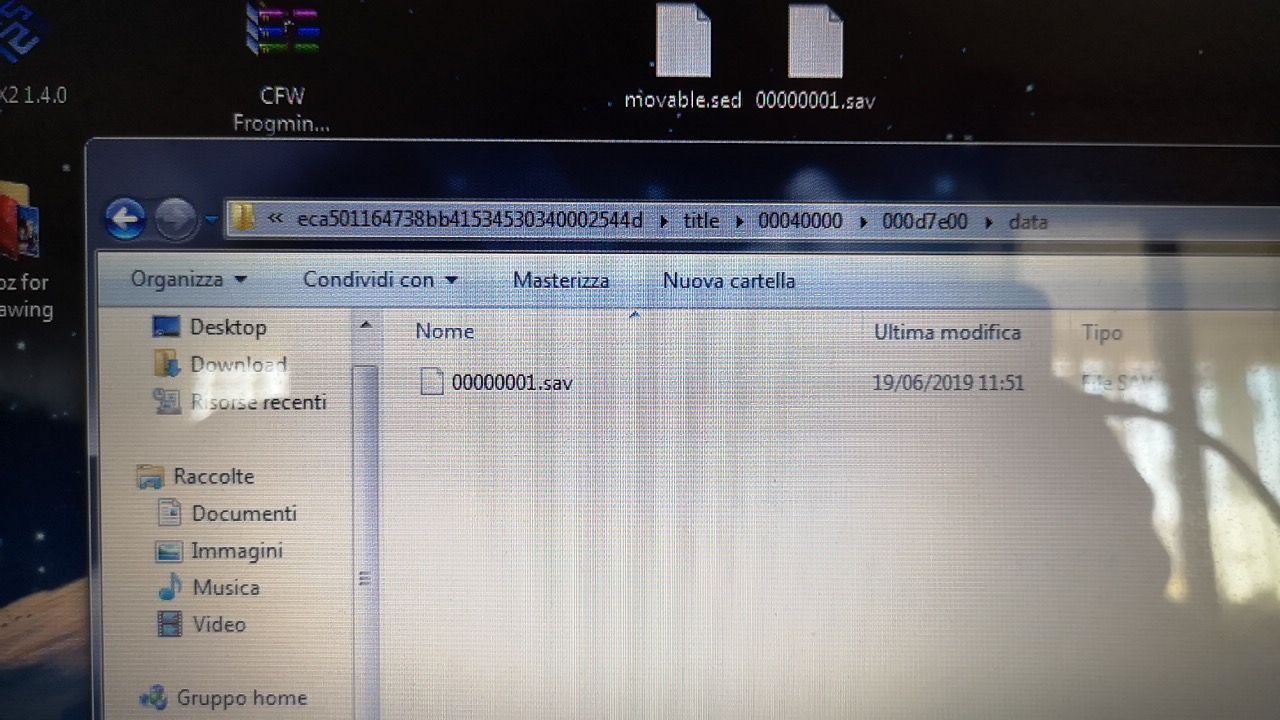 X2 1.4.0
CFW
Frogmin...
movable.sed
00000001.sav
oz for
awing
« eca501164738bb41534530340002544d ▸ title ▸ 00040000 ▸ 000d7e00 ▸ data
Organizza Condividi con Masterizza Nuova cartella
Desktop
Download
Risorse recenti
Raccolte
Documenti
Immagini
Musica
Video
Gruppo home
Nome Ultima modifica Tipo
00000001.sav 19/06/2019 11:51 File SAV